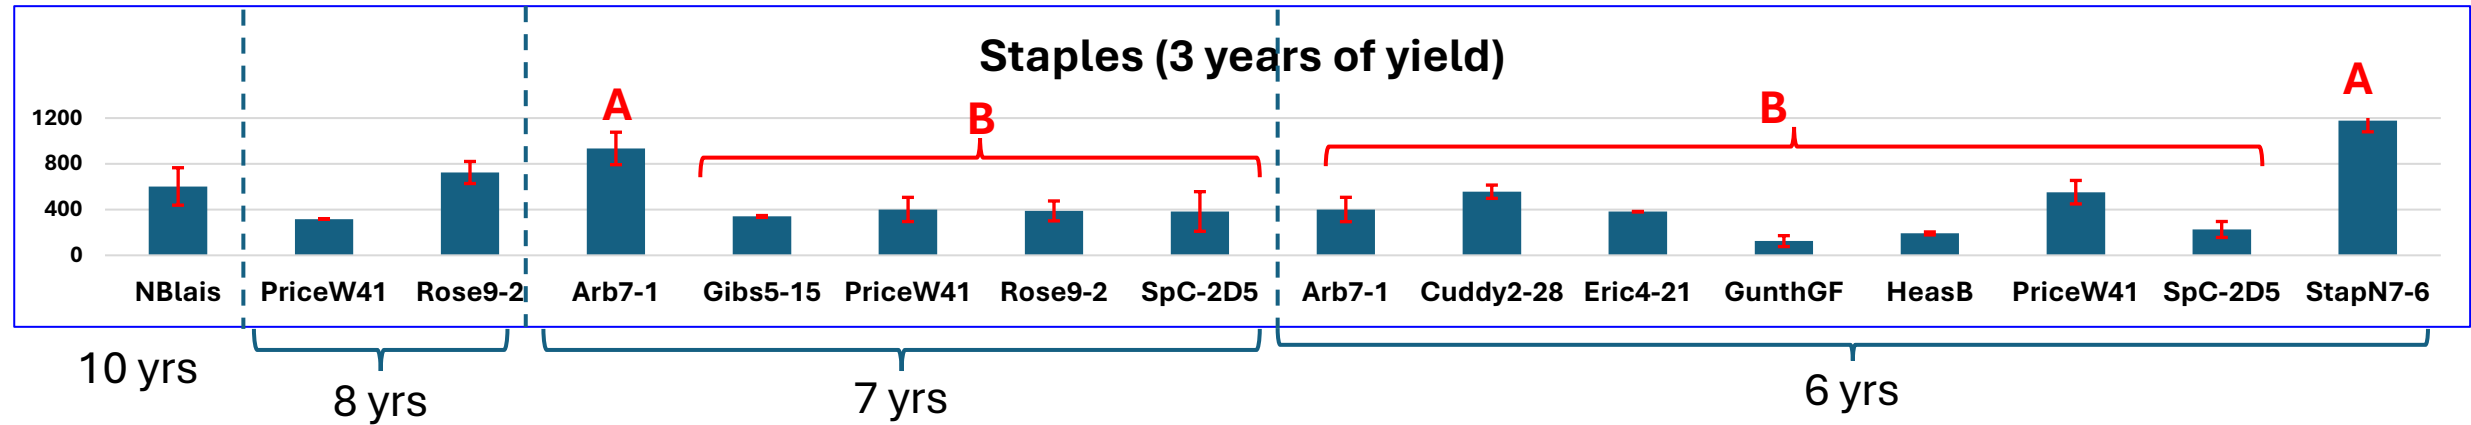 Staples (3 years of yield)
A
A
B
B
1200
800
400
0
NBlais PriceW41 Rose9-2 Arb7-1 Gibs5-15 PriceW41 Rose9-2 SpC-2D5 Arb7-1 Cuddy2-28 Eric4-21 GunthGF HeasB PriceW41 SpC-2D5 StapN7-6
10 yrs
8 yrs
7 yrs
6 yrs